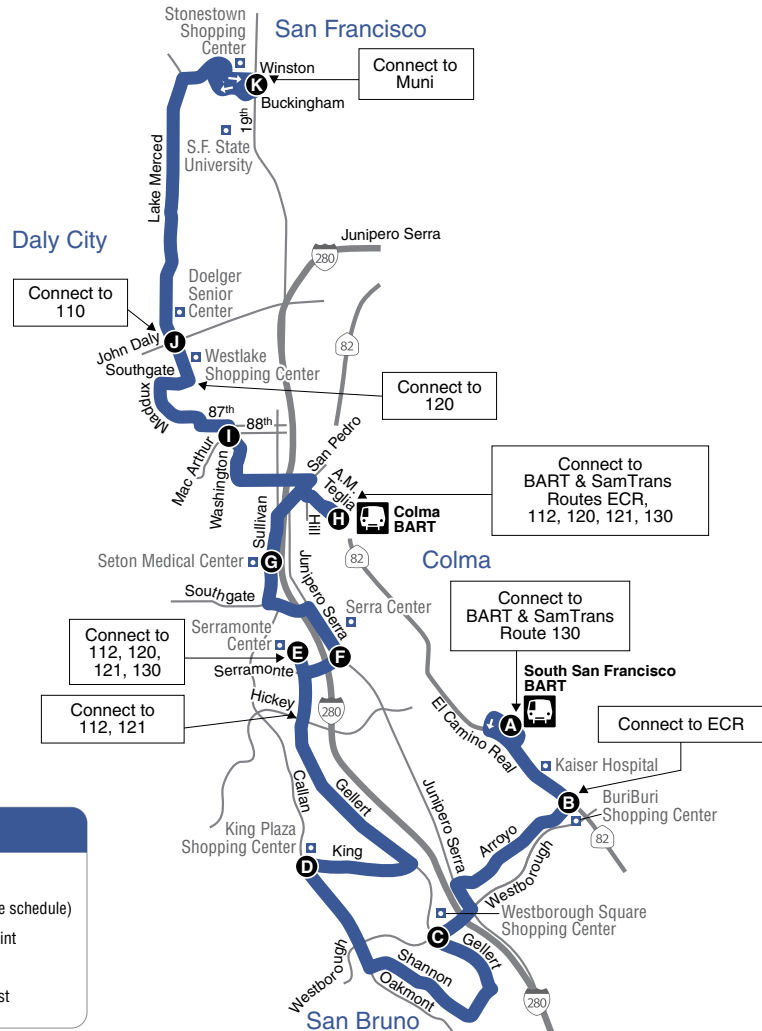 Stonestown
Shopping
Center
San Francisco
Winston
K
Buckingham
Connect to
Muni
19th
S.F. State
University
Lake Merced
Daly City
Junipero Serra
280
Doelger
Senior
Center
Connect to
110
John Daly
J
82
Southgate
Westlake
Shopping Center
Connect to
120
Maddux
87th
88th
I
Mac Arthur
Washington
San Pedro
A.M.
Teglia
Connect to
BART & SamTrans
Routes ECR,
112, 120, 121, 130
Hill
H
Colma
BART
Sullivan
Seton Medical Center
G
82
Colma
Junipero Serra
Southgate
Serra Center
Connect to
BART & SamTrans
Route 130
Serramonte
Center
E
F
Connect to
112, 120,
121, 130
Serramonte
South San Francisco
BART
Hickey
Connect to
112, 121
280
El Camino Real
A
Connect to ECR
Kaiser Hospital
Callan
Gellert
Junipero Serra
B
BuriBuri
Shopping Center
82
King Plaza
Shopping Center
King
D
Arroyo
Westborough
e schedule)
Westborough Square
Shopping Center
int
C
Gellert
Westborough
Shannon
Oakmont
st
280
San Bruno